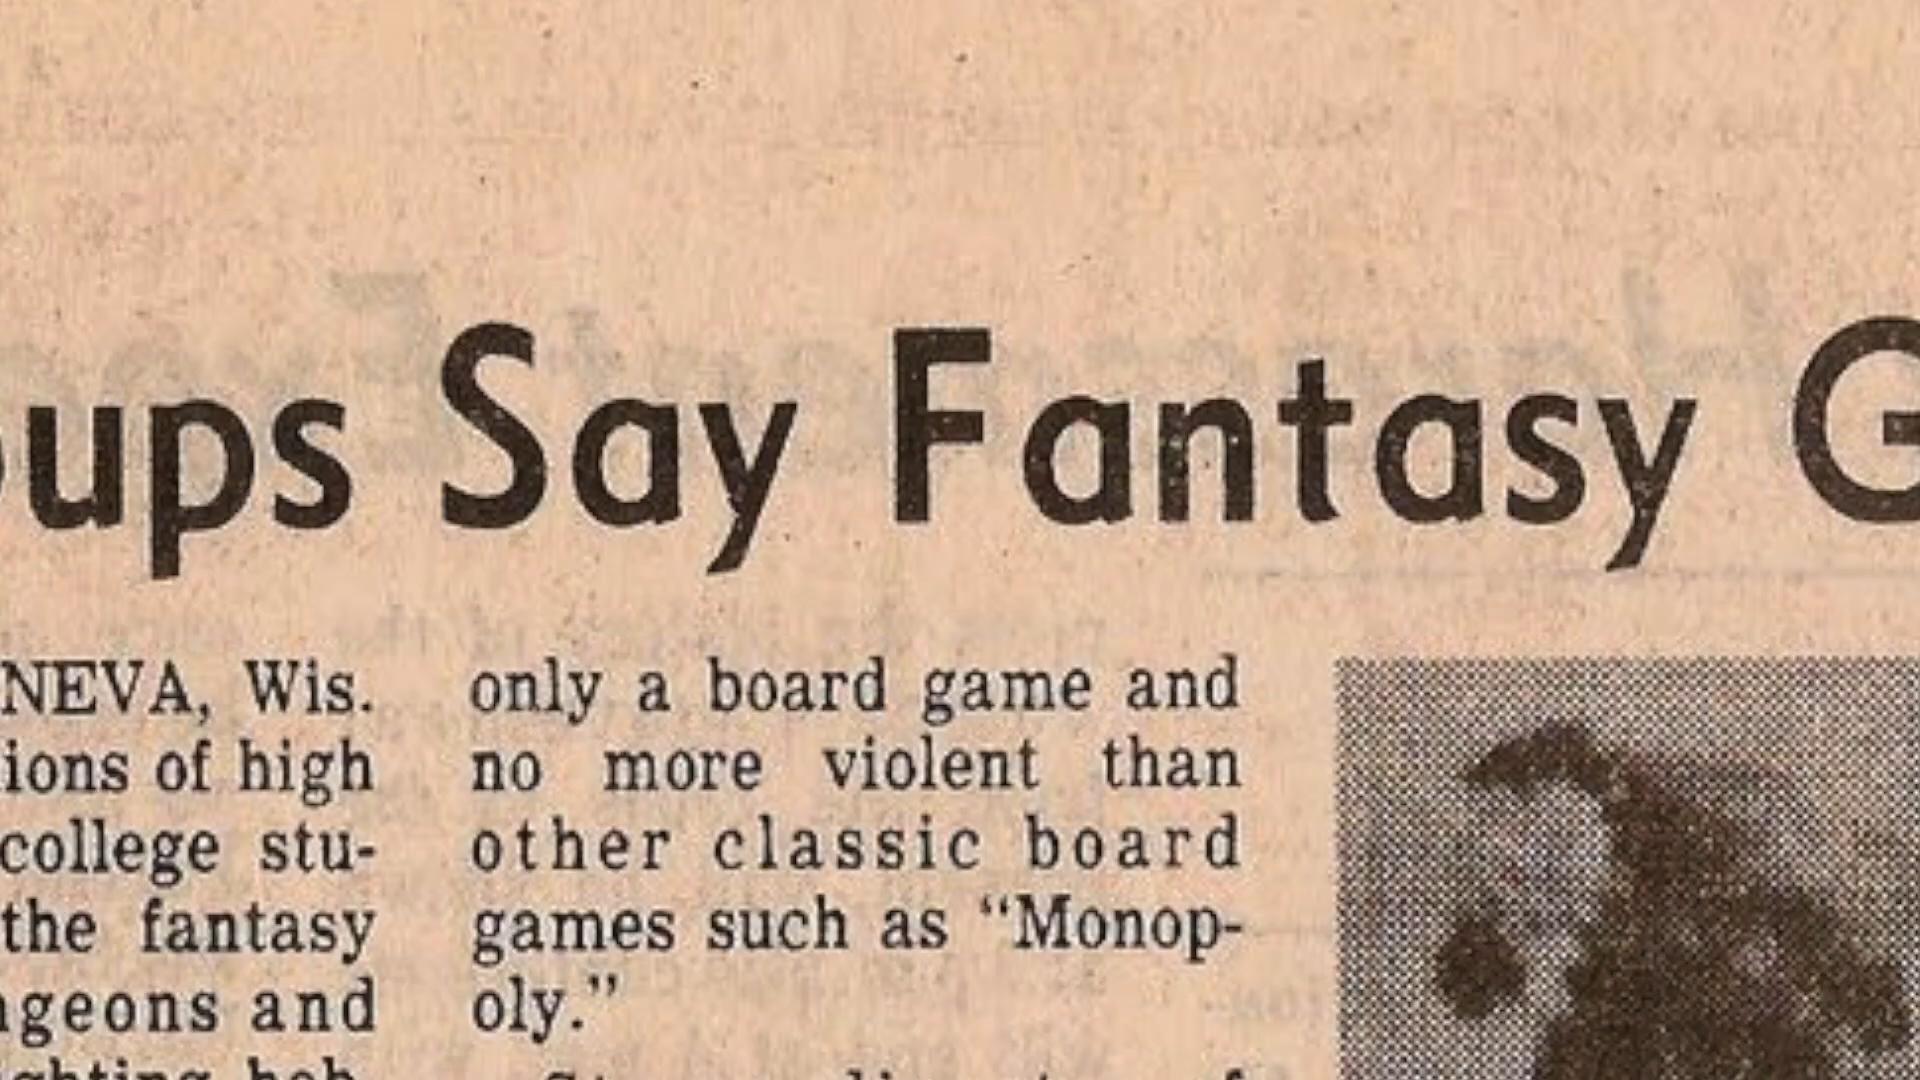 oups Say Fantasy G
NEVA, Wis.
ions of high
college stu-
the fantasy
ngeons and
ghting hob-
only a board game and
no more violent than
other classic board
games such as “Monop-
oly.”